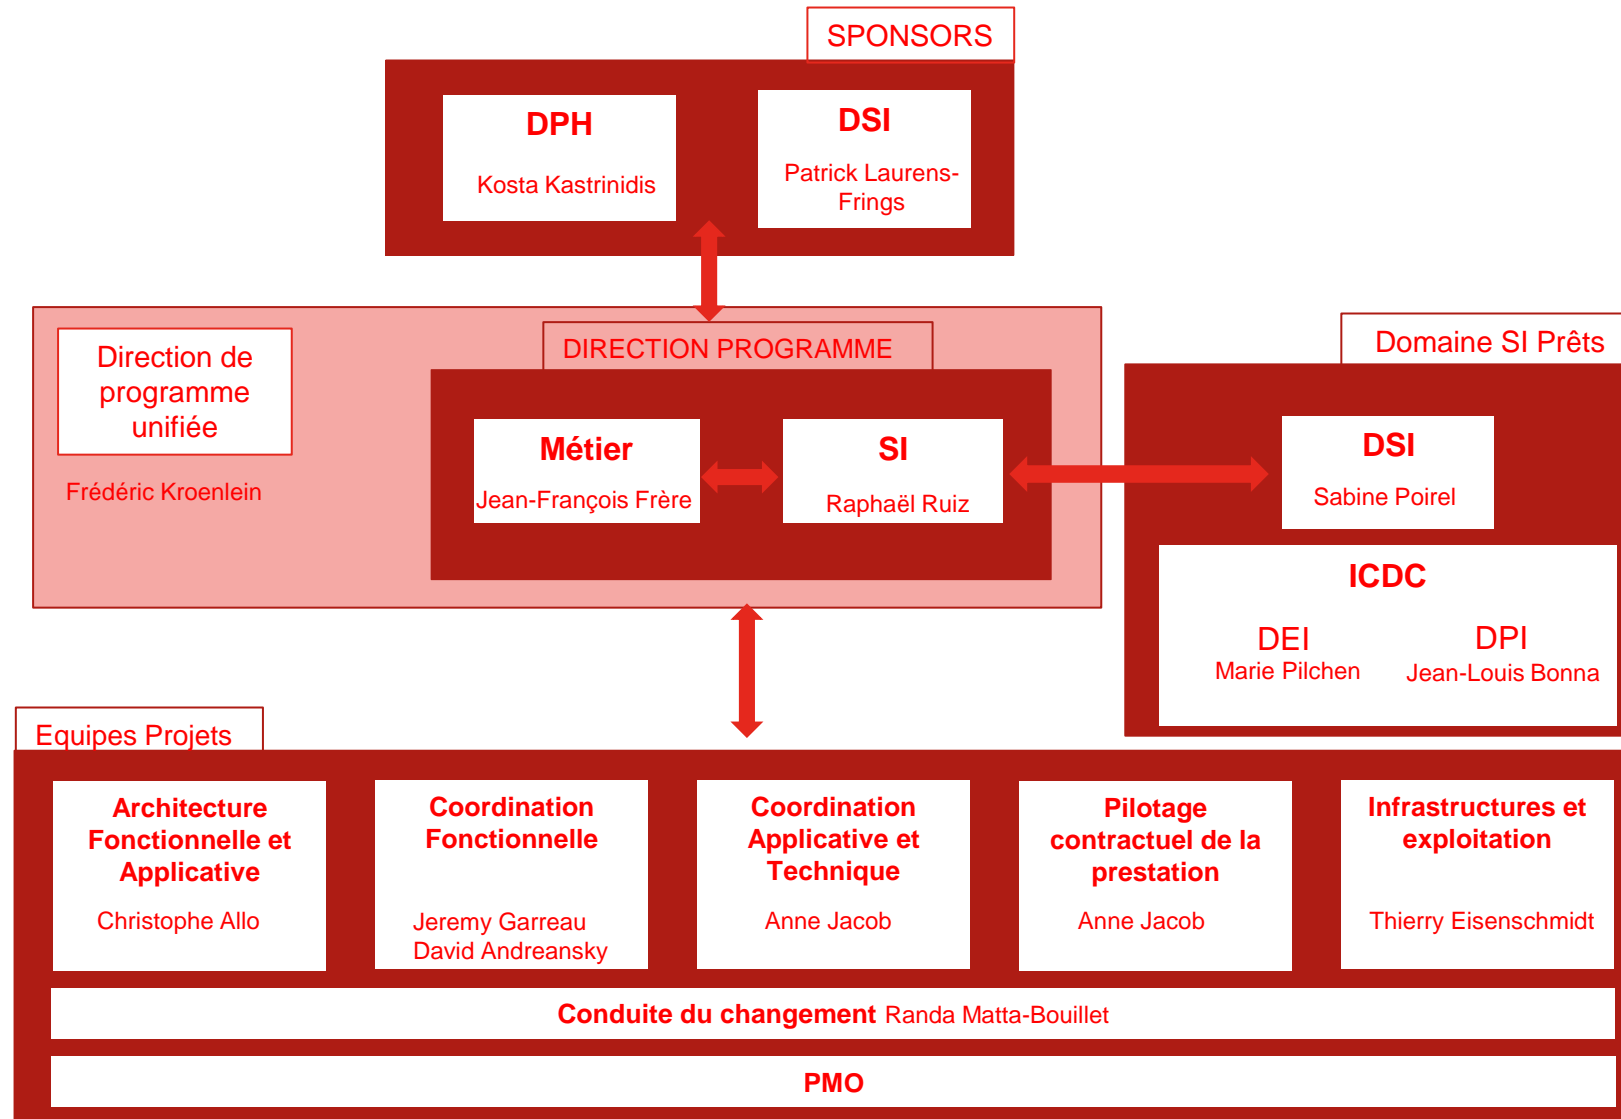 SPONSORS
DPH
Kosta Kastrinidis
DSI
Patrick Laurens-
Frings
Direction de
programme
unifiée
Frédéric Kroenlein
DIRECTION PROGRAMME
Métier
Jean-François Frère
SI
Raphaël Ruiz
Domaine SI Prêts
DSI
Sabine Poirel
ICDC
DEI
Marie Pilchen
DPI
Jean-Louis Bonna
Equipes Projets
Architecture
Fonctionnelle et
Applicative
Christophe Allo
Coordination
Fonctionnelle
Jeremy Garreau
David Andreansky
Coordination
Applicative et
Technique
Anne Jacob
Pilotage
contractuel de la
prestation
Anne Jacob
Infrastructures et
exploitation
Thierry Eisenschmidt
Conduite du changement Randa Matta-Bouillet
PMO